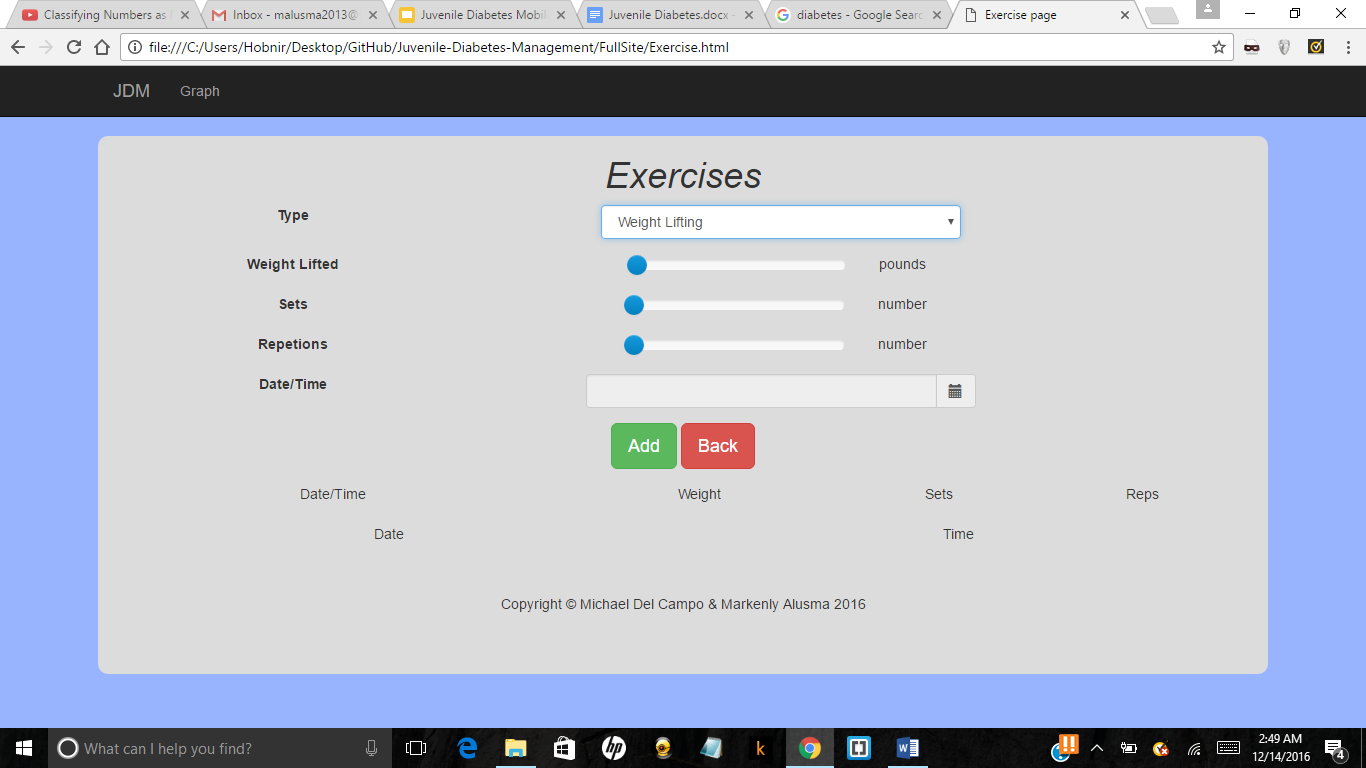 Classifying Numbers as
Inbox - malusma2013@
Juvenile Diabetes Mobil
Juvenile Diabetes.docx -
diabetes - Google Searc
Exercise page
file:///C:/Users/Hobnir/Desktop/GitHub/Juvenile-Diabetes-Management/FullSite/Exercise.html
JDM Graph
Exercises
Type Weight Lifting
Weight Lifted pounds
Sets number
Repetions number
Date/Time
Add Back
Date/Time Weight Sets Reps
Date Time
Copyright © Michael Del Campo & Markenly Alusma 2016
What can I help you find?
2:49 AM
12/14/2016
4